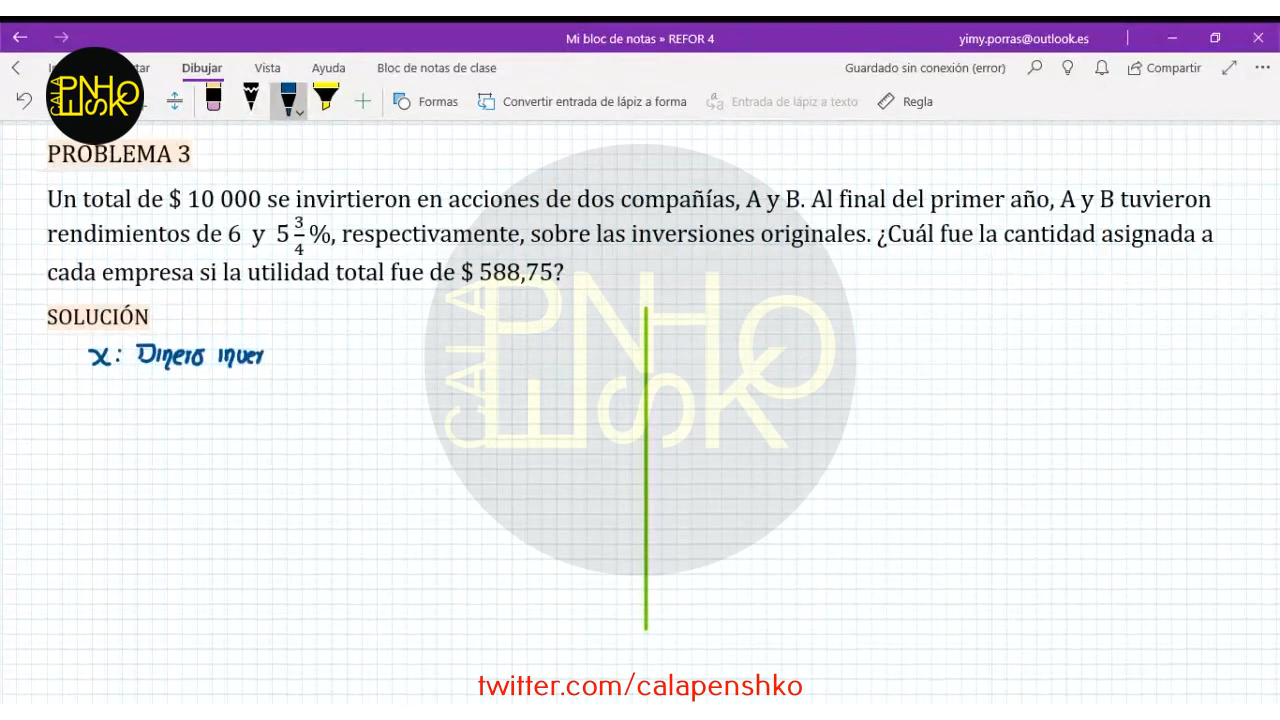 Mi bloc de notas » REFOR 4
yimy.porras@outlook.es
Dibujar
Vista
Ayuda
Bloc de notas de clase
Guardado sin conexión (error)
Compartir
Formas
Convertir entrada de lápiz a forma
Entrada de lápiz a texto
Regla
CALA PENSHKO
PROBLEMA 3
Un total de $ 10 000 se invirtieron en acciones de dos compañías, A y B. Al final del primer año, A y B tuvieron
rendimientos de 6 y 5 3/4 %, respectivamente, sobre las inversiones originales. ¿Cuál fue la cantidad asignada a
cada empresa si la utilidad total fue de $ 588,75?
SOLUCIÓN
x: Dinero inver
CALA PENSHKO
twitter.com/calapenshko